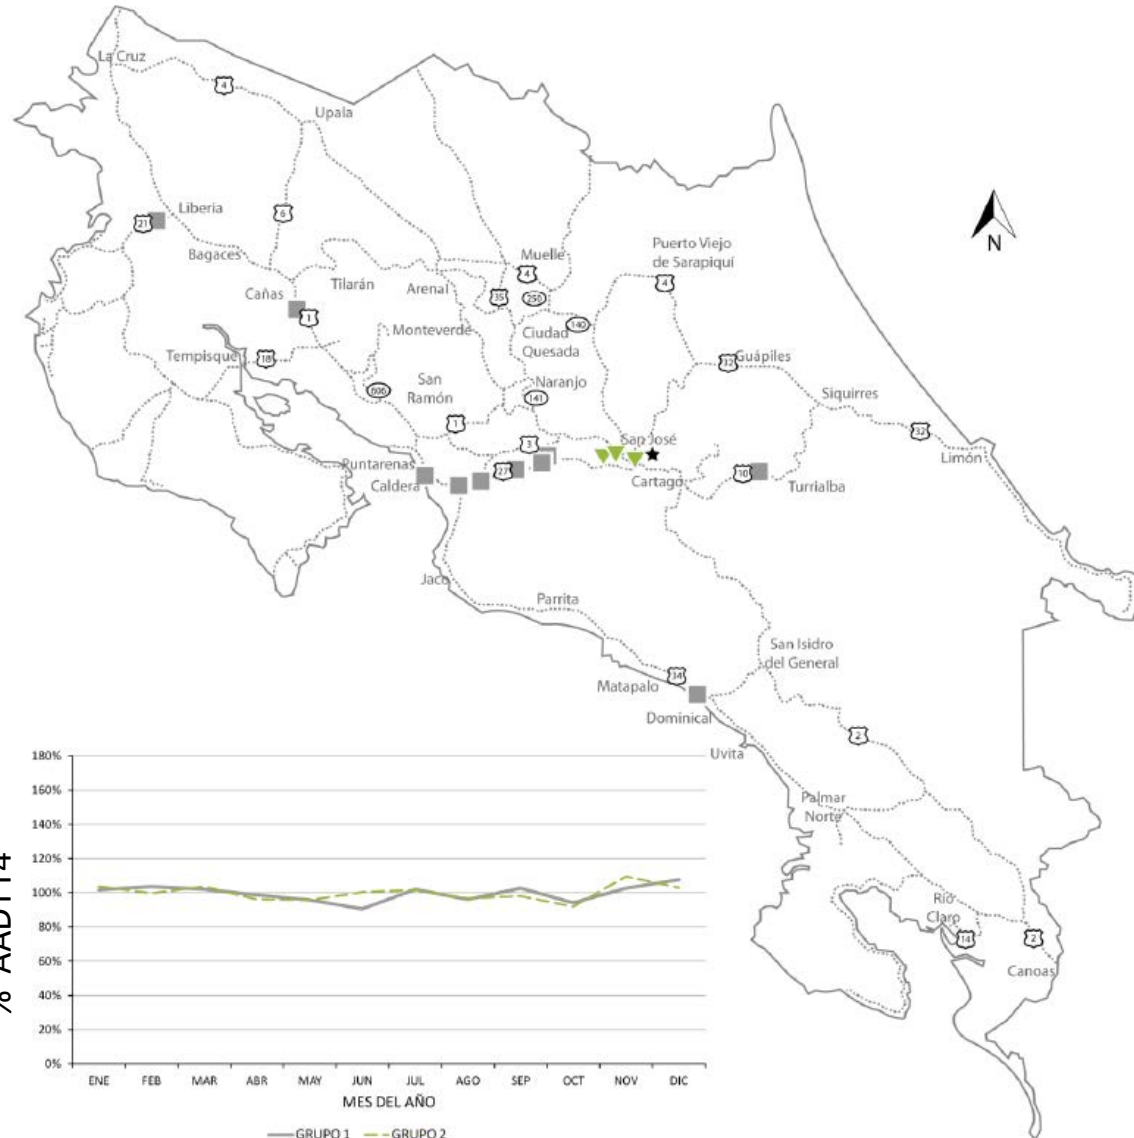 La Cruz
4
Upala
Liberia
21
6
Bagaces
Muelle
4
Puerto Viejo
de Sarapiquí
4
Cañas
Tilarán
Arenal
35
250
1
Monteverde
Ciudad
Quesada
140
Tempisque
18
32
Guápiles
606
San
Ramón
Naranjo
141
Siquirres
1
32
3
San José
Limón
Puntarenas
Caldera
27
Cartago
10
Turrialba
Jaco
Parrita
San Isidro
del General
34
Matapalo
Dominical
2
Uvita
Palmar
Norte
Río
Claro
14
2
Canoas
N
% AADT14
180%
160%
140%
120%
100%
80%
60%
40%
20%
0%
ENE FEB MAR ABR MAY JUN JUL AGO SEP OCT NOV DIC
MES DEL AÑO
GRUPO 1 GRUPO 2